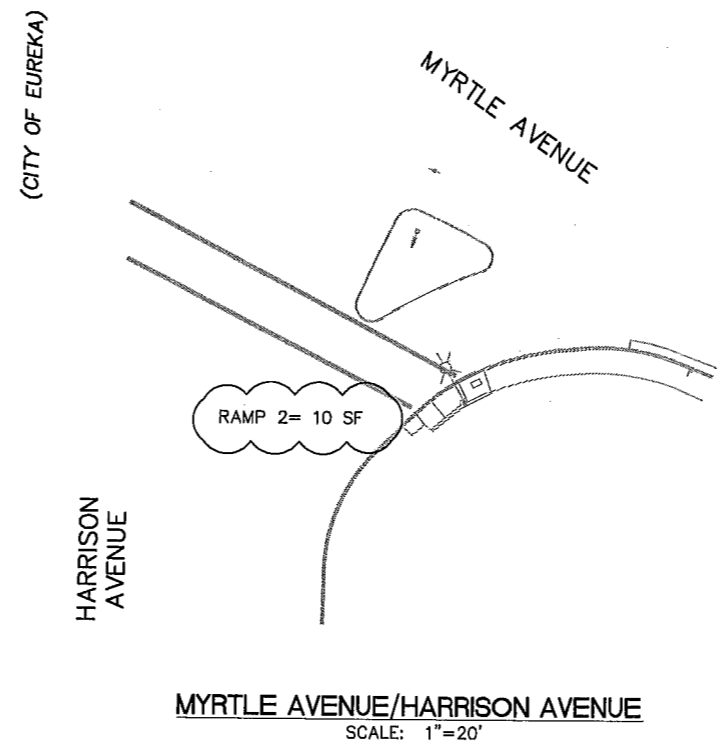 (CITY OF EUREKA)
MYRTLE AVENUE
RAMP 2= 10 SF
HARRISON
AVENUE
MYRTLE AVENUE/HARRISON AVENUE
SCALE: 1"=20'